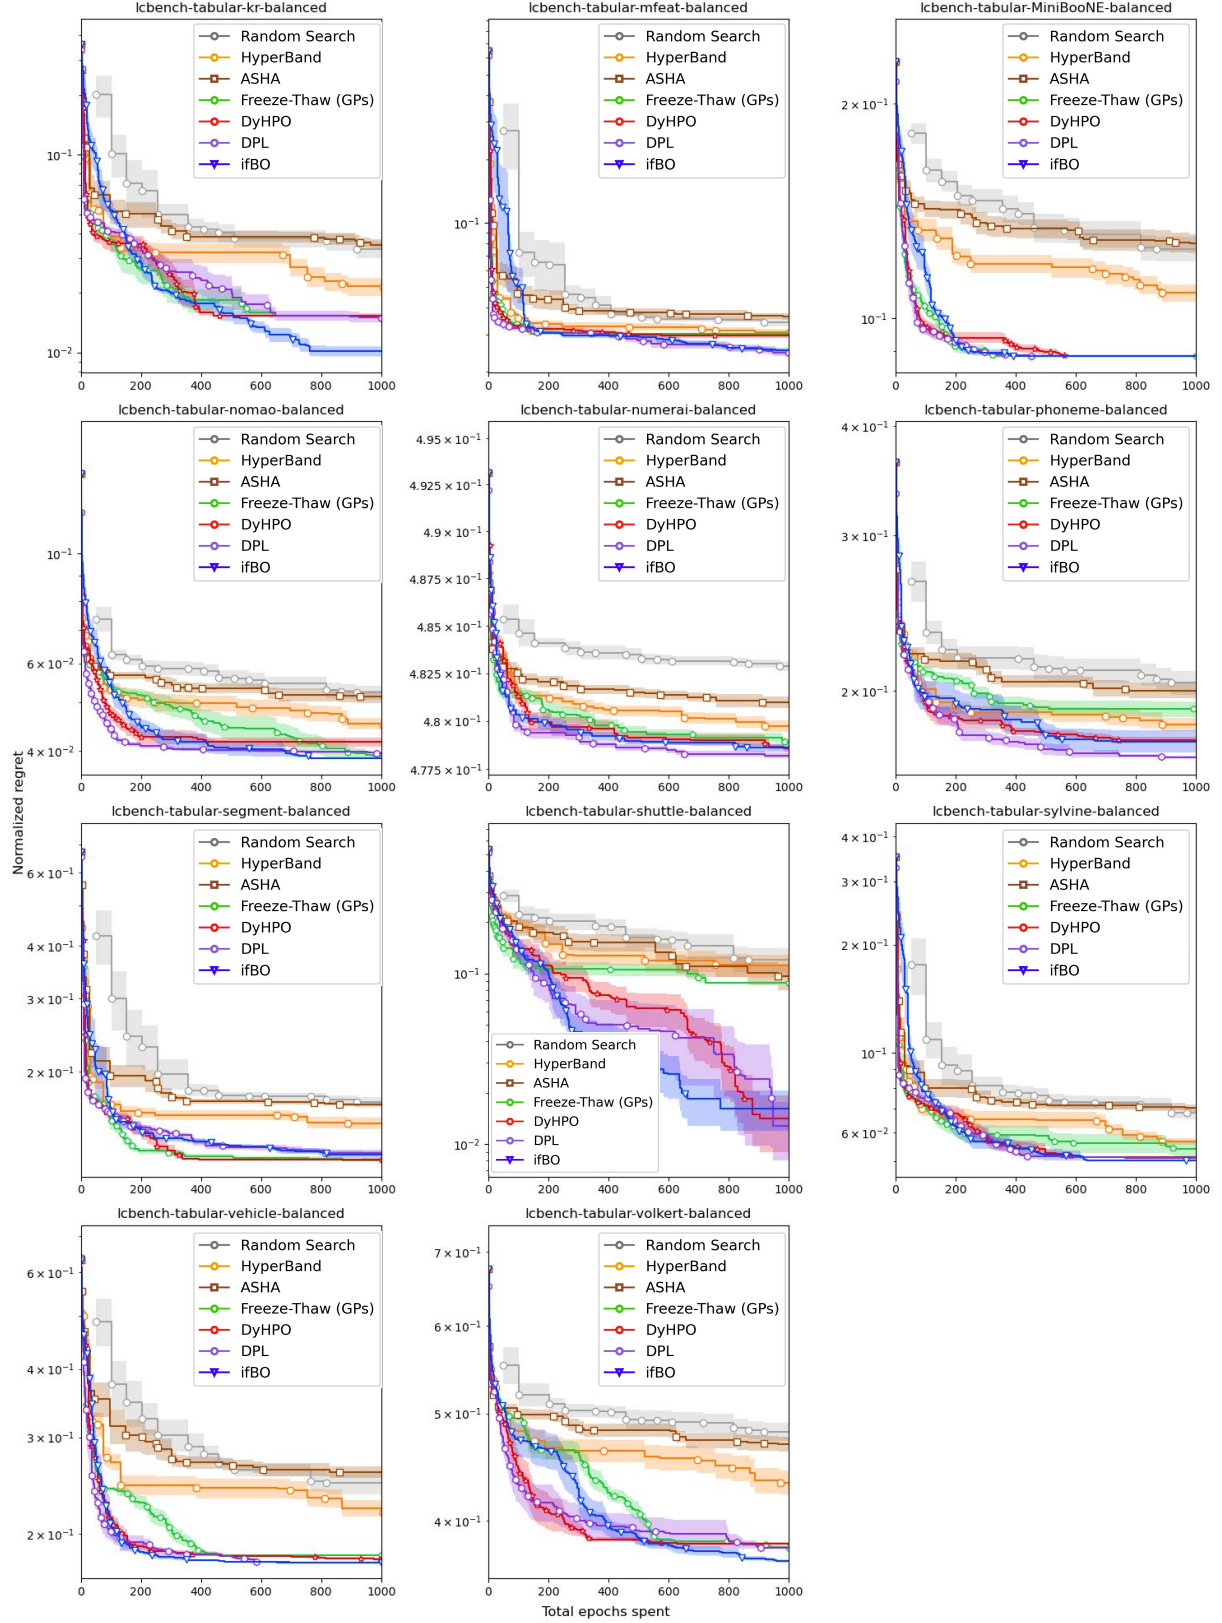 lcbench-tabular-kr-balanced
Random Search
HyperBand
ASHA
Freeze-Thaw (GPs)
DyHPO
DPL
ifBO
10⁻¹
10⁻²
0 200 400 600 800 1000
lcbench-tabular-mfeat-balanced
Random Search
HyperBand
ASHA
Freeze-Thaw (GPs)
DyHPO
DPL
ifBO
10⁻¹
0 200 400 600 800 1000
lcbench-tabular-MiniBooNE-balanced
Random Search
HyperBand
ASHA
Freeze-Thaw (GPs)
DyHPO
DPL
ifBO
2 × 10⁻¹
10⁻¹
0 200 400 600 800 1000
lcbench-tabular-nomao-balanced
Random Search
HyperBand
ASHA
Freeze-Thaw (GPs)
DyHPO
DPL
ifBO
10⁻¹
6 × 10⁻²
4 × 10⁻²
0 200 400 600 800 1000
lcbench-tabular-numerai-balanced
Random Search
HyperBand
ASHA
Freeze-Thaw (GPs)
DyHPO
DPL
ifBO
4.95 × 10⁻¹
4.925 × 10⁻¹
4.9 × 10⁻¹
4.875 × 10⁻¹
4.85 × 10⁻¹
4.825 × 10⁻¹
4.8 × 10⁻¹
4.775 × 10⁻¹
0 200 400 600 800 1000
lcbench-tabular-phoneme-balanced
Random Search
HyperBand
ASHA
Freeze-Thaw (GPs)
DyHPO
DPL
ifBO
4 × 10⁻¹
3 × 10⁻¹
2 × 10⁻¹
0 200 400 600 800 1000
Normalized regret
lcbench-tabular-segment-balanced
Random Search
HyperBand
ASHA
Freeze-Thaw (GPs)
DyHPO
DPL
ifBO
6 × 10⁻¹
4 × 10⁻¹
3 × 10⁻¹
2 × 10⁻¹
0 200 400 600 800 1000
lcbench-tabular-shuttle-balanced
10⁻¹
10⁻²
Random Search
HyperBand
ASHA
Freeze-Thaw (GPs)
DyHPO
DPL
ifBO
0 200 400 600 800 1000
lcbench-tabular-sylvine-balanced
Random Search
HyperBand
ASHA
Freeze-Thaw (GPs)
DyHPO
DPL
ifBO
4 × 10⁻¹
3 × 10⁻¹
2 × 10⁻¹
10⁻¹
6 × 10⁻²
0 200 400 600 800 1000
lcbench-tabular-vehicle-balanced
Random Search
HyperBand
ASHA
Freeze-Thaw (GPs)
DyHPO
DPL
ifBO
6 × 10⁻¹
4 × 10⁻¹
3 × 10⁻¹
2 × 10⁻¹
0 200 400 600 800 1000
lcbench-tabular-volkert-balanced
Random Search
HyperBand
ASHA
Freeze-Thaw (GPs)
DyHPO
DPL
ifBO
7 × 10⁻¹
6 × 10⁻¹
5 × 10⁻¹
4 × 10⁻¹
0 200 400 600 800 1000
Total epochs spent